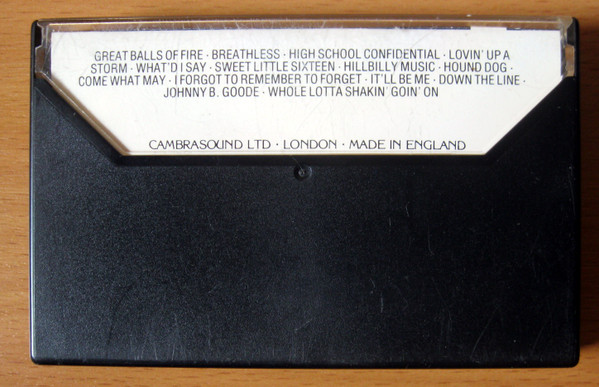 GREAT BALLS OF FIRE · BREATHLESS · HIGH SCHOOL CONFIDENTIAL · LOVIN' UP A
STORM · WHAT'D I SAY · SWEET LITTLE SIXTEEN · HILLBILLY MUSIC · HOUND DOG ·
COME WHAT MAY · I FORGOT TO REMEMBER TO FORGET · IT'LL BE ME · DOWN THE LINE ·
JOHNNY B. GOODE · WHOLE LOTTA SHAKIN' GOIN' ON
CAMBRASOUND LTD · LONDON · MADE IN ENGLAND